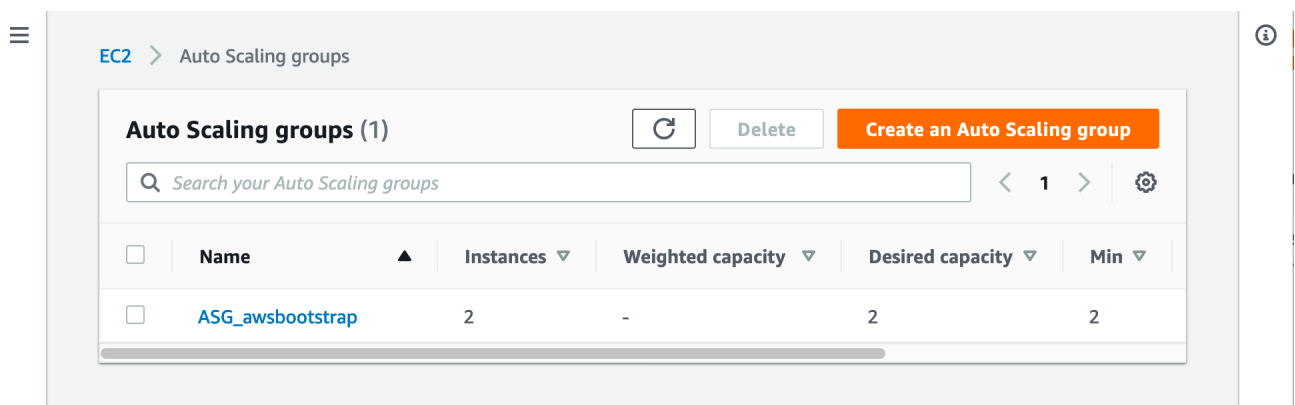 EC2 > Auto Scaling groups
Auto Scaling groups (1) Delete Create an Auto Scaling group
Search your Auto Scaling groups 1
Name Instances Weighted capacity Desired capacity Min
ASG_awsbootstrap 2 - 2 2